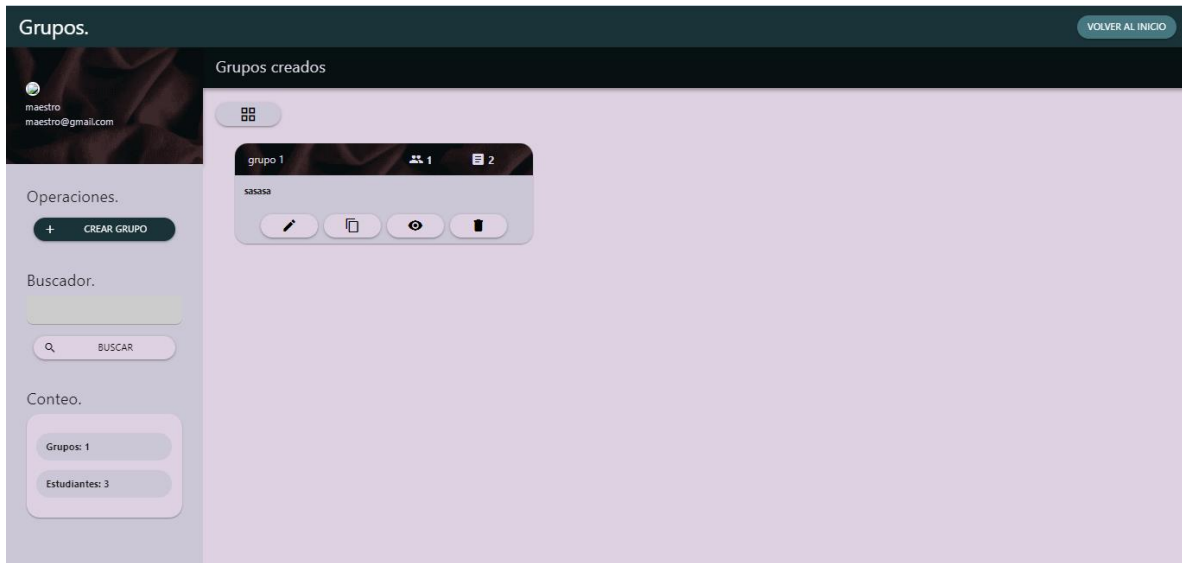 Grupos.
VOLVER AL INICIO
maestro
maestro@gmail.com
Grupos creados
grupo 1
1
2
sasasa
Operaciones.
+ CREAR GRUPO
Buscador.
BUSCAR
Conteo.
Grupos: 1
Estudiantes: 3